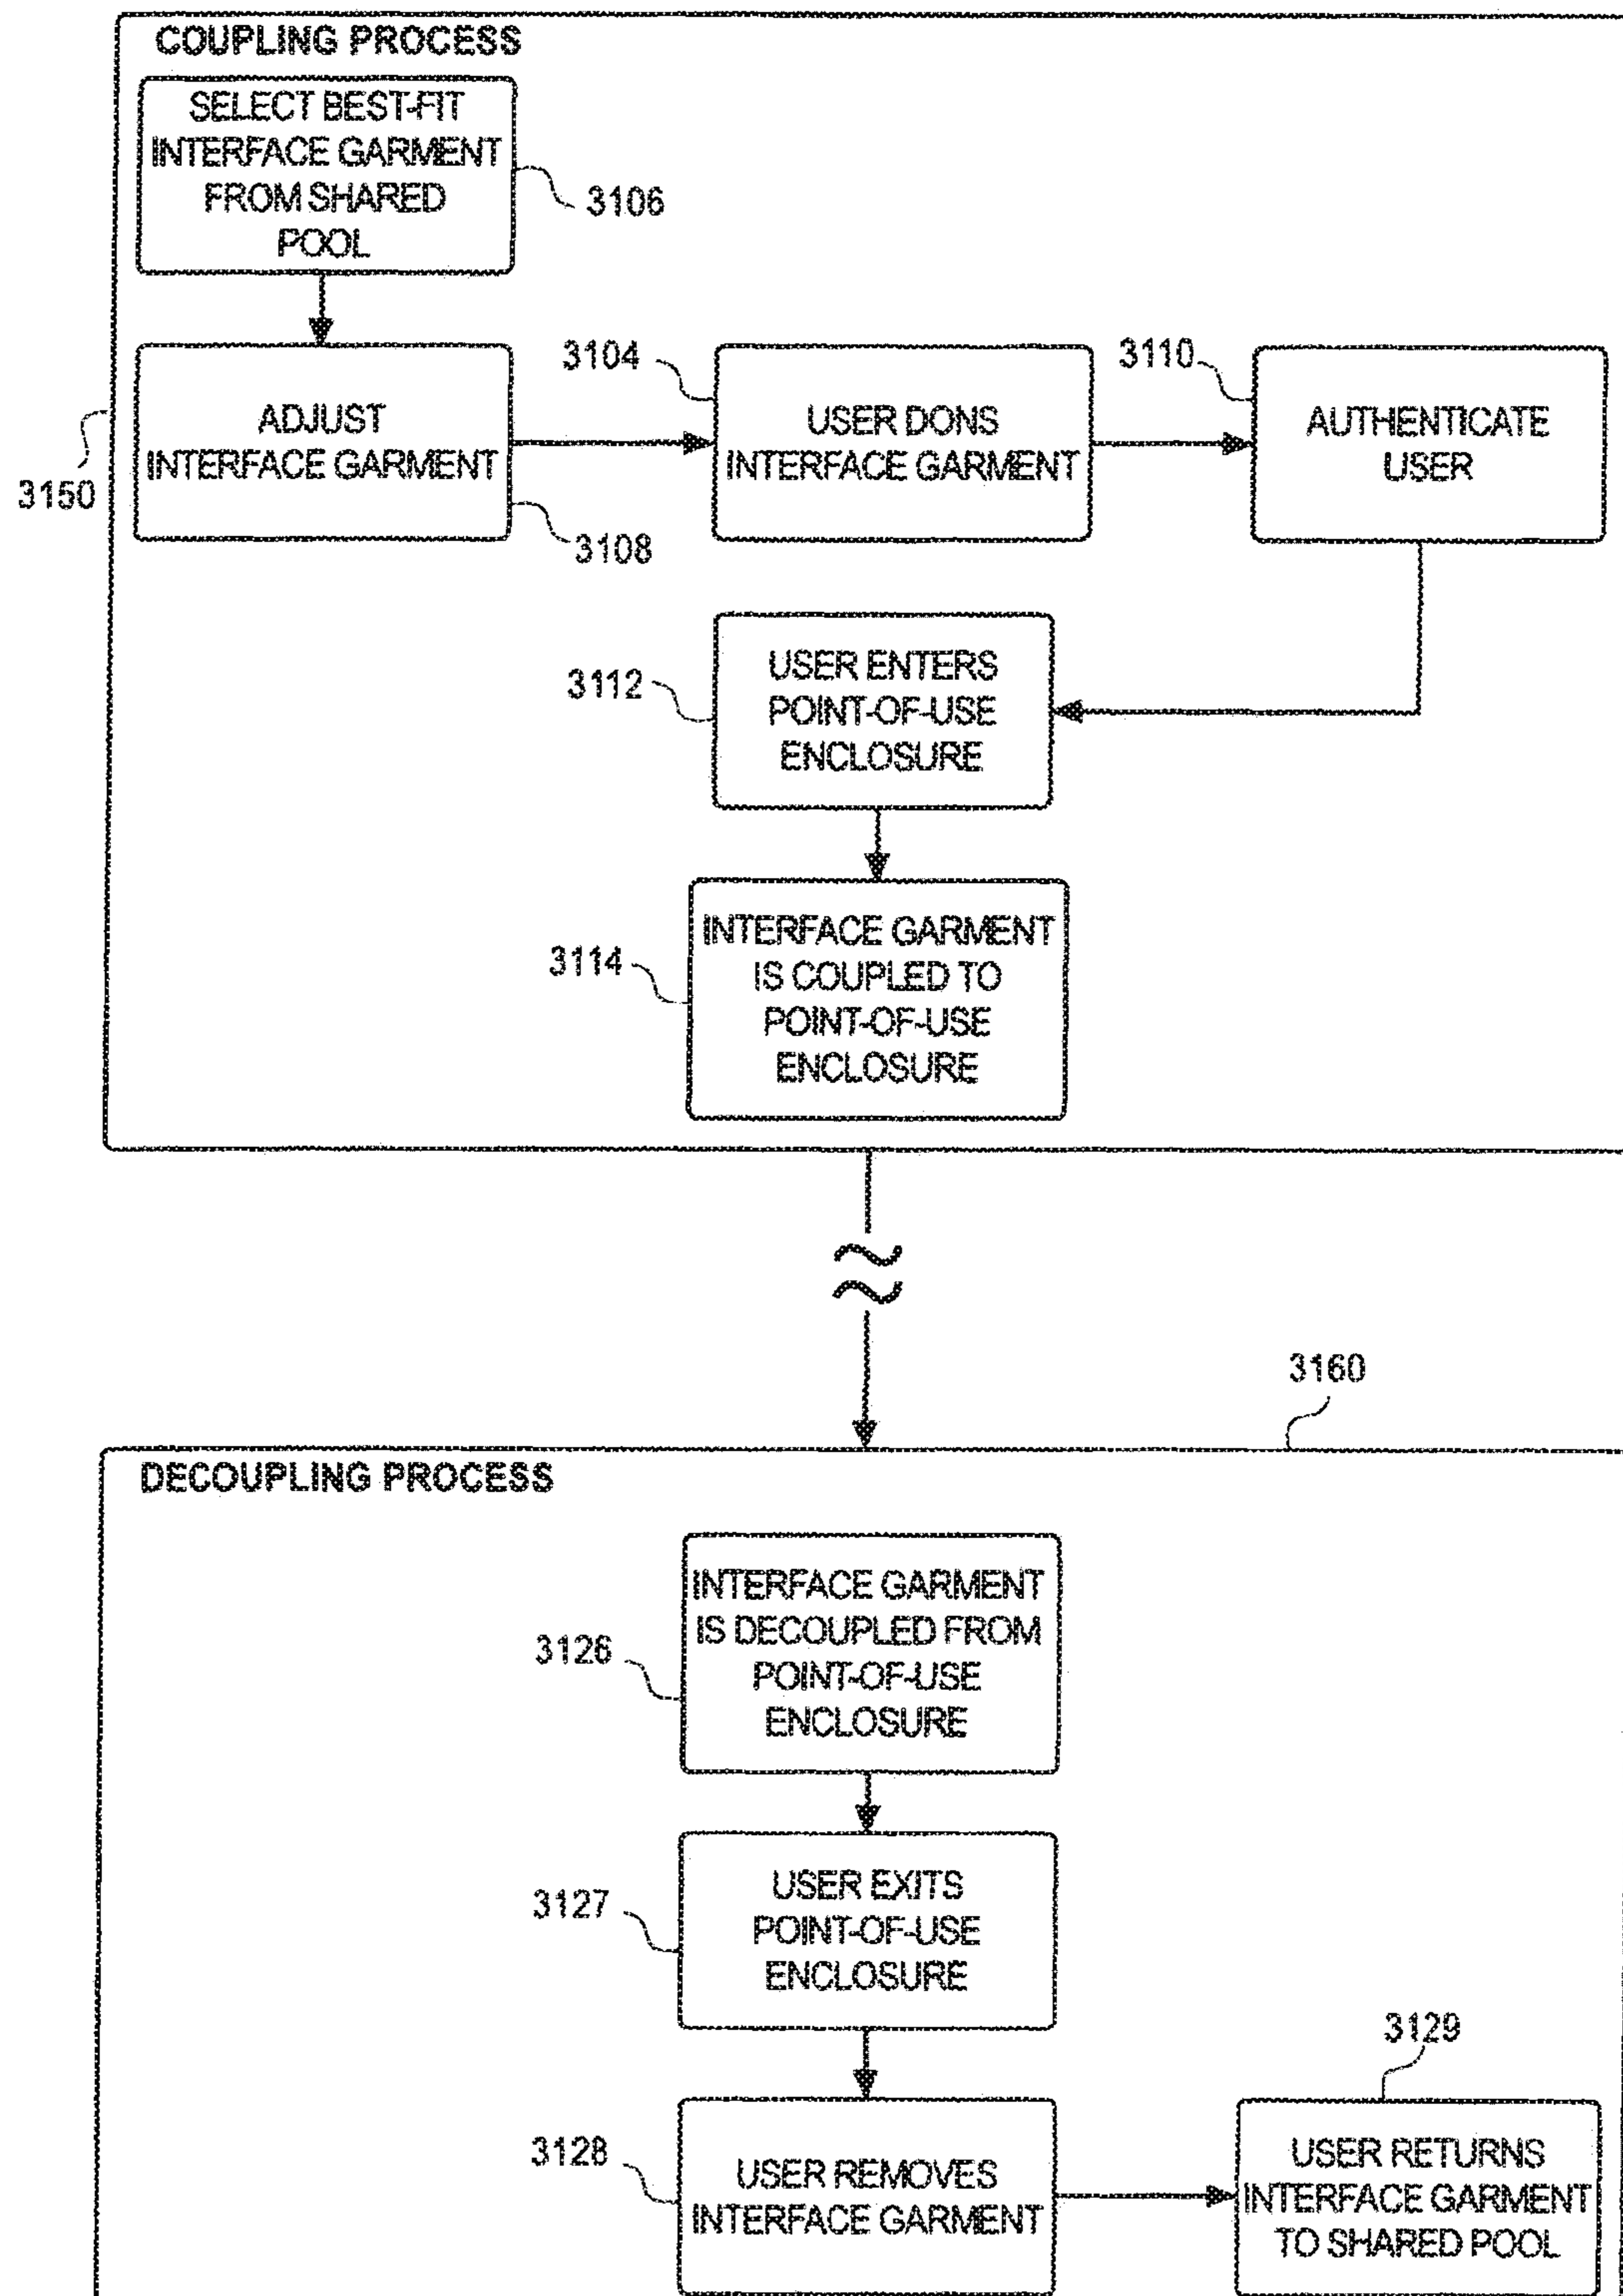 COUPLING PROCESS
SELECT BEST-FIT
INTERFACE GARMENT
FROM SHARED
POOL
3106
ADJUST
INTERFACE GARMENT
3108
3150
3104
USER DONS
INTERFACE GARMENT
3110
AUTHENTICATE
USER
3112
USER ENTERS
POINT-OF-USE
ENCLOSURE
3114
INTERFACE GARMENT
IS COUPLED TO
POINT-OF-USE
ENCLOSURE
3160
DECOUPLING PROCESS
3126
INTERFACE GARMENT
IS DECOUPLED FROM
POINT-OF-USE
ENCLOSURE
3127
USER EXITS
POINT-OF-USE
ENCLOSURE
3128
USER REMOVES
INTERFACE GARMENT
3129
USER RETURNS
INTERFACE GARMENT
TO SHARED POOL